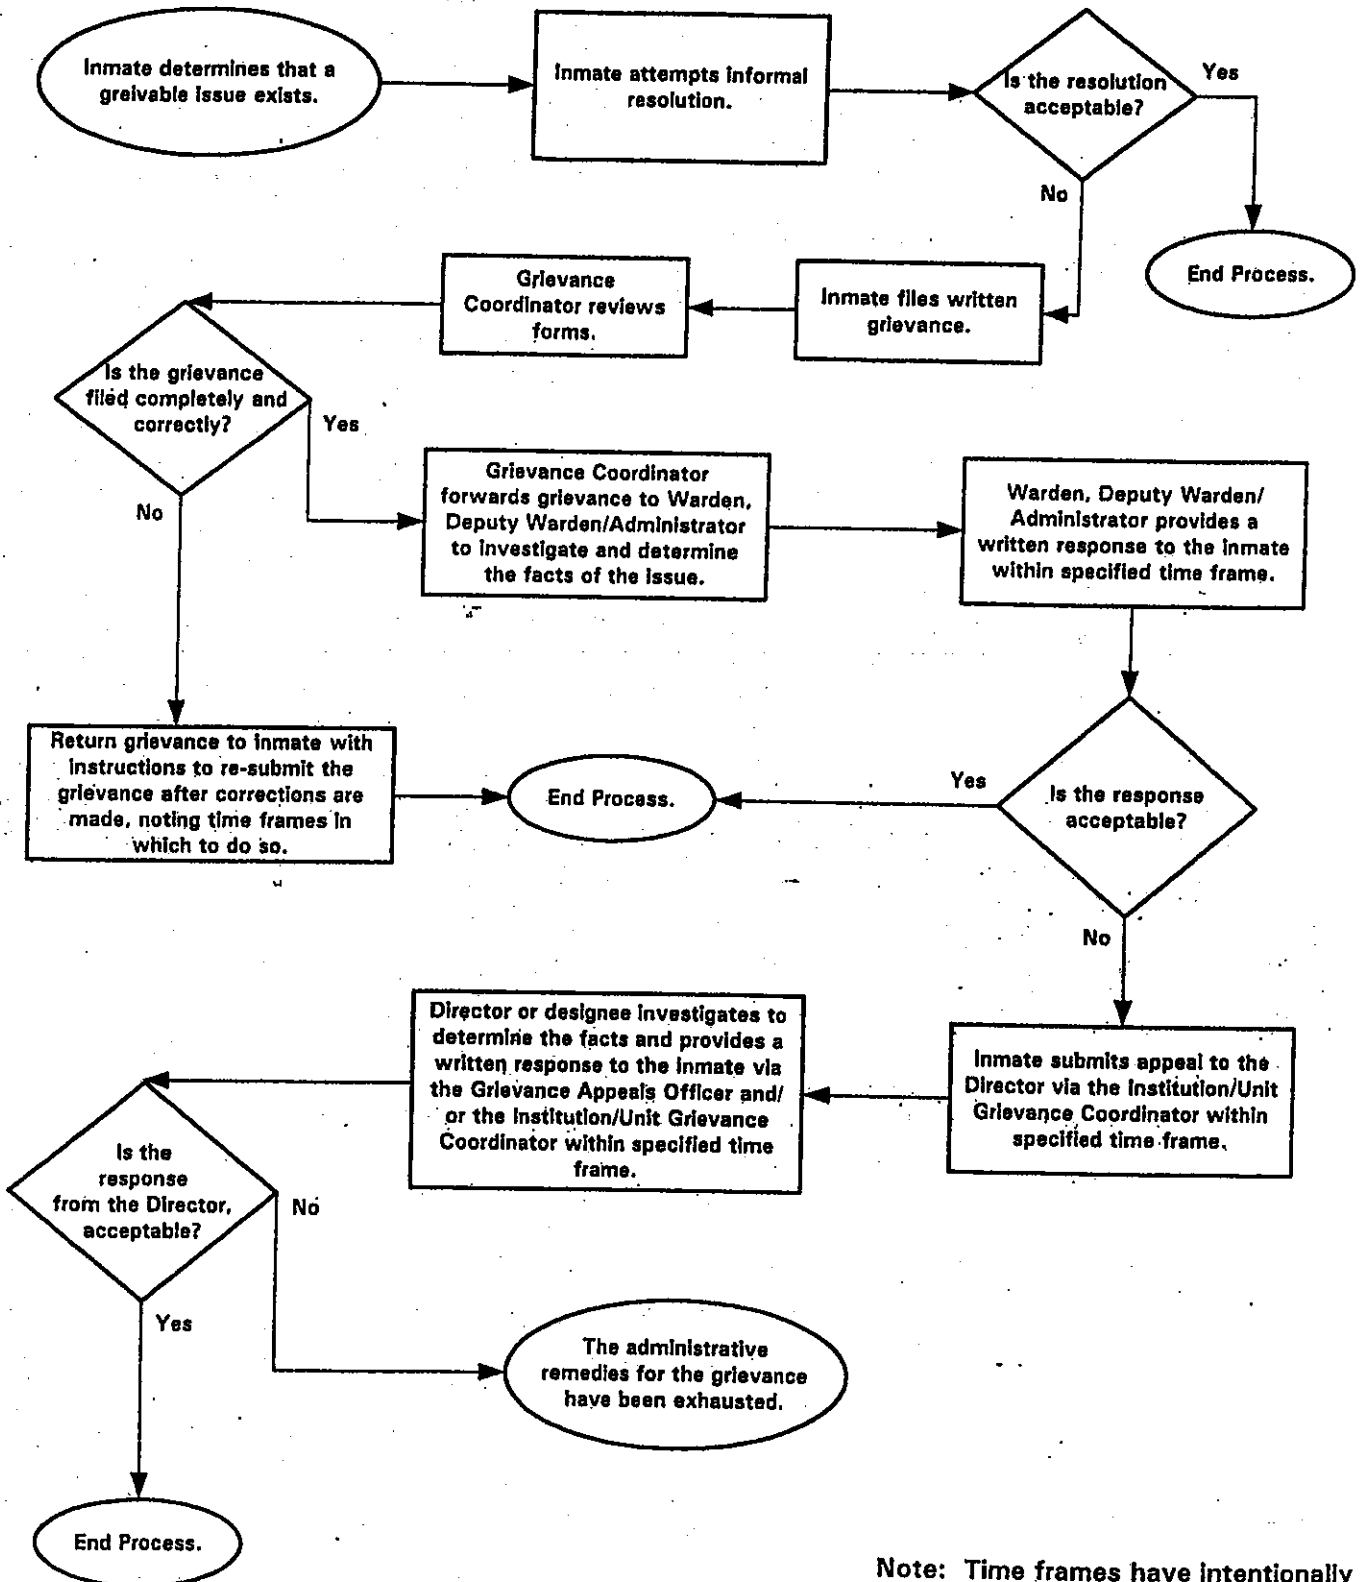 Inmate determines that a
greivable issue exists.
Inmate attempts informal
resolution.
Is the resolution
acceptable?
Yes
No
End Process.
Inmate files written
grievance.
Grievance
Coordinator reviews
forms.
Is the grievance
filed completely and
correctly?
Yes
No
Grievance Coordinator
forwards grievance to Warden,
Deputy Warden/Administrator
to investigate and determine
the facts of the issue.
Warden, Deputy Warden/
Administrator provides a
written response to the inmate
within specified time frame.
Return grievance to inmate with
instructions to re-submit the
grievance after corrections are
made, noting time frames in
which to do so.
End Process.
Yes
Is the response
acceptable?
No
Inmate submits appeal to the
Director via the Institution/Unit
Grievance Coordinator within
specified time frame.
Director or designee investigates to
determine the facts and provides a
written response to the inmate via
the Grievance Appeals Officer and/
or the Institution/Unit Grievance
Coordinator within specified time
frame.
Is the
response
from the Director,
acceptable?
No
Yes
The administrative
remedies for the grievance
have been exhausted.
End Process.
Note: Time frames have intentionally